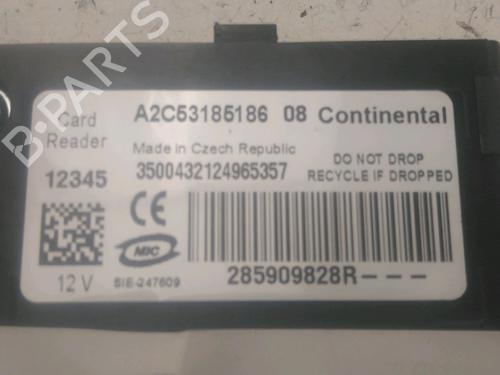 Card Reader
A2C53185186 08 Continental
Made in Czech Republic
3500432124965357
DO NOT DROP
RECYCLE IF DROPPED
12345
CE
MIC
12 V
SIE-247609
285909828R---
B-PARTS